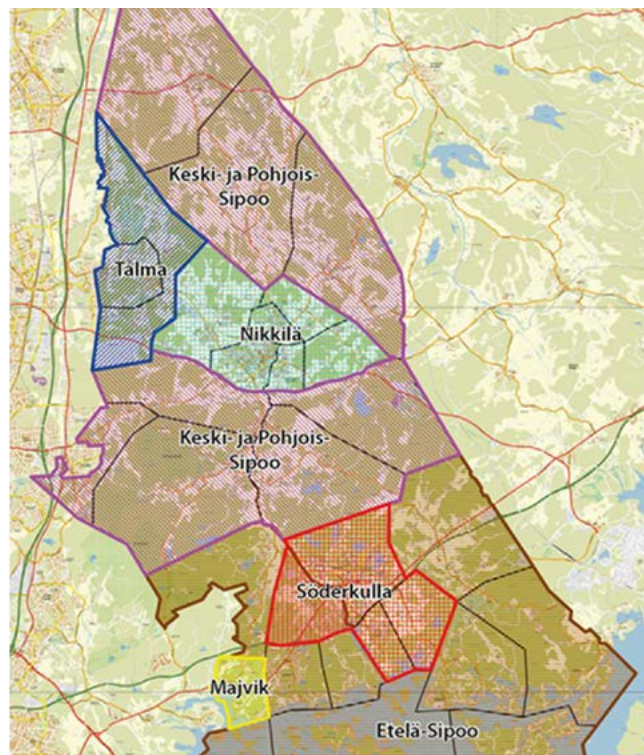 Keski- ja Pohjois-
Sipoo
Talma
Nikkilä
Keski- ja Pohjois-
Sipoo
Söderkulla
Majvik
Etelä-Sipoo